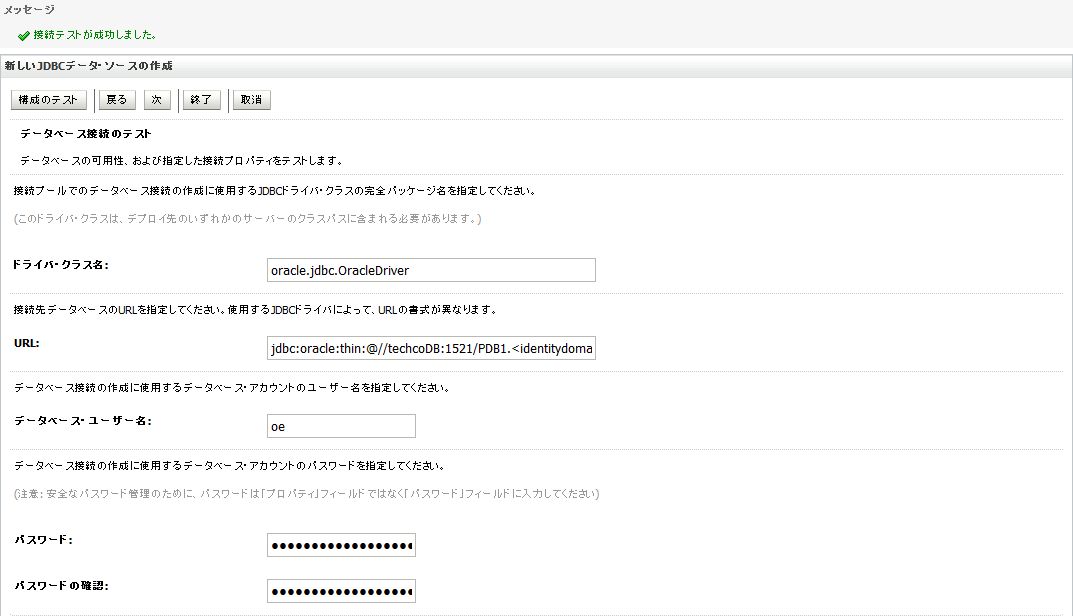 メッセージ
接続テストが成功しました。
新しいJDBCデータ・ソースの作成
構成のテスト 戻る 次 終了 取消
データベース接続のテスト
データベースの可用性、および指定した接続プロパティをテストします。
接続プールでのデータベース接続の作成に使用するJDBCドライバ・クラスの完全パッケージ名を指定してください。
(このドライバ・クラスは、デプロイ先のいずれかのサーバーのクラスパスに含まれる必要があります。)
ドライバ・クラス名: oracle.jdbc.OracleDriver
接続先データベースのURLを指定してください。使用するJDBCドライバによって、URLの書式が異なります。
URL: jdbc:oracle:thin:@//techcoDB:1521/PDB1.<identitydoma
データベース接続の作成に使用するデータベース・アカウントのユーザー名を指定してください。
データベース・ユーザー名: oe
データベース接続の作成に使用するデータベース・アカウントのパスワードを指定してください。
(注意: 安全なパスワード管理のために、パスワードは「プロパティ」フィールドではなく「パスワード」フィールドに入力してください)
パスワード: ●●●●●●●●●●●●●●●●●●
パスワードの確認: ●●●●●●●●●●●●●●●●●●